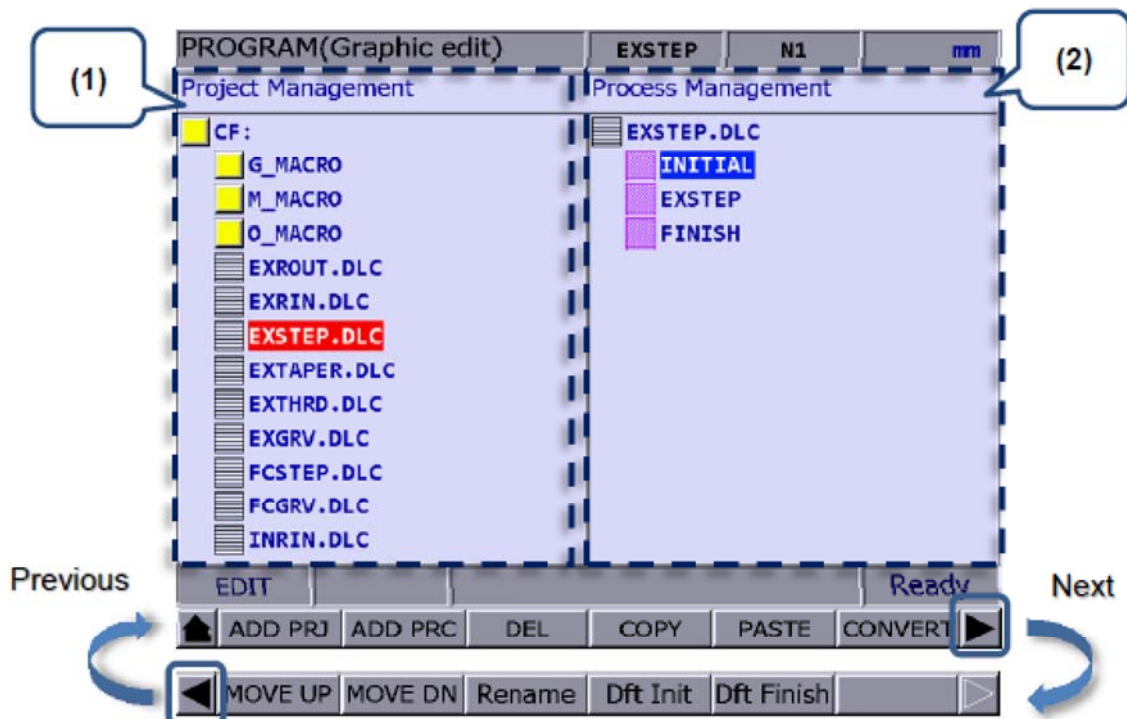 PROGRAM(Graphic edit) EXSTEP N1 mm
(1)
(2)
Project Management
CF:
G_MACRO
M_MACRO
O_MACRO
EXROUT.DLC
EXRIN.DLC
EXSTEP.DLC
EXTAPER.DLC
EXTHRD.DLC
EXGRV.DLC
FCSTEP.DLC
FCGRV.DLC
INRIN.DLC
Process Management
EXSTEP.DLC
INITIAL
EXSTEP
FINISH
Previous
EDIT Ready
Next
ADD PRJ ADD PRC DEL COPY PASTE CONVERT
MOVE UP MOVE DN Rename Dft Init Dft Finish